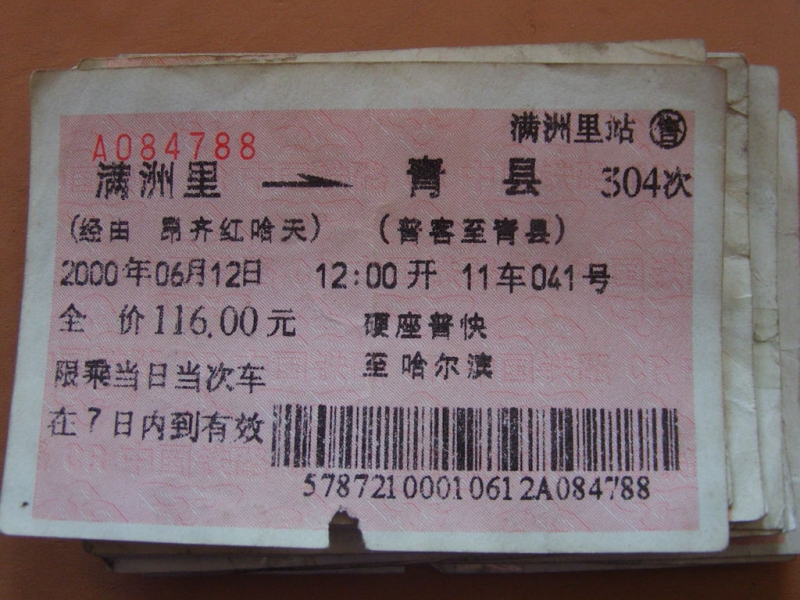 A084788
满洲里站 售
满洲里 → 青县 304次
(经由 昂齐红哈天) (普客至青县)
2000年06月12日 12:00开 11车041号
全 价116.00元 硬座普快
至哈尔滨
限乘当日当次车
在7日内到有效
57872100010612A084788